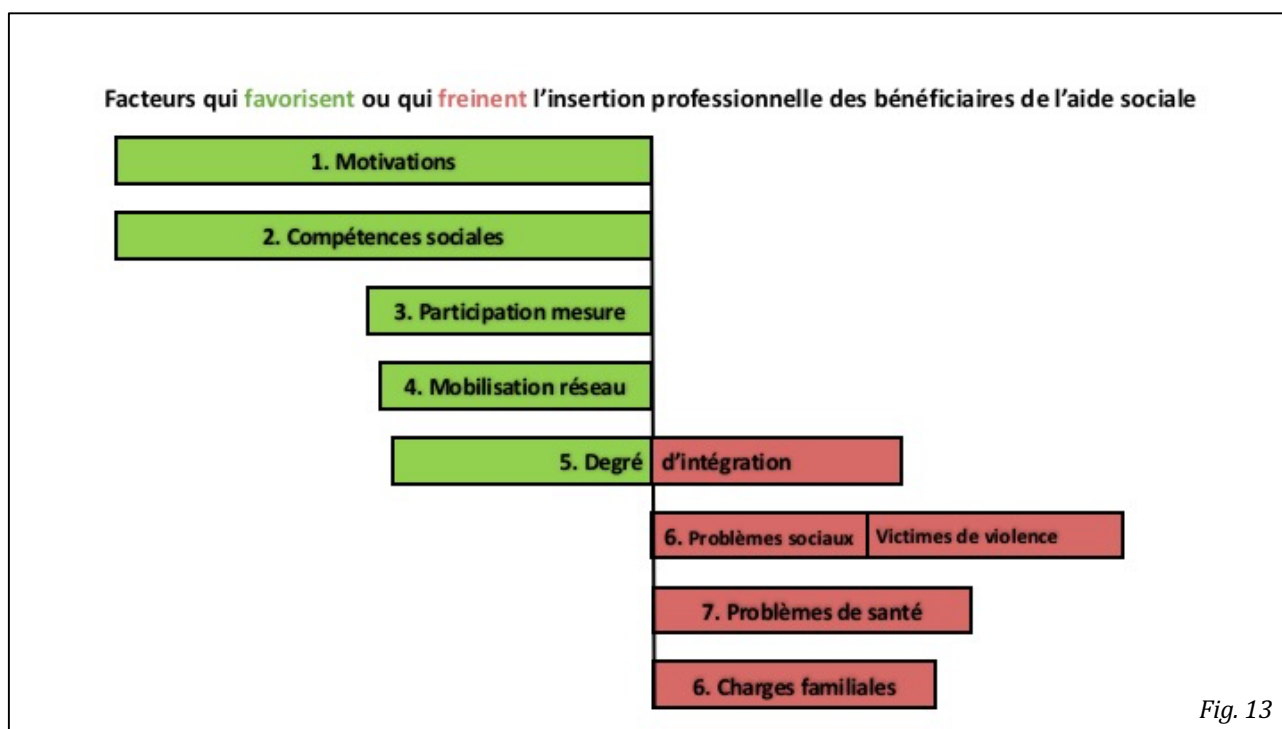 Facteurs qui favorisent ou qui freinent l’insertion professionnelle des bénéficiaires de l’aide sociale
1. Motivations
2. Compétences sociales
3. Participation mesure
4. Mobilisation réseau
5. Degré d’intégration
6. Problèmes sociaux Victimes de violence
7. Problèmes de santé
6. Charges familiales
Fig. 13